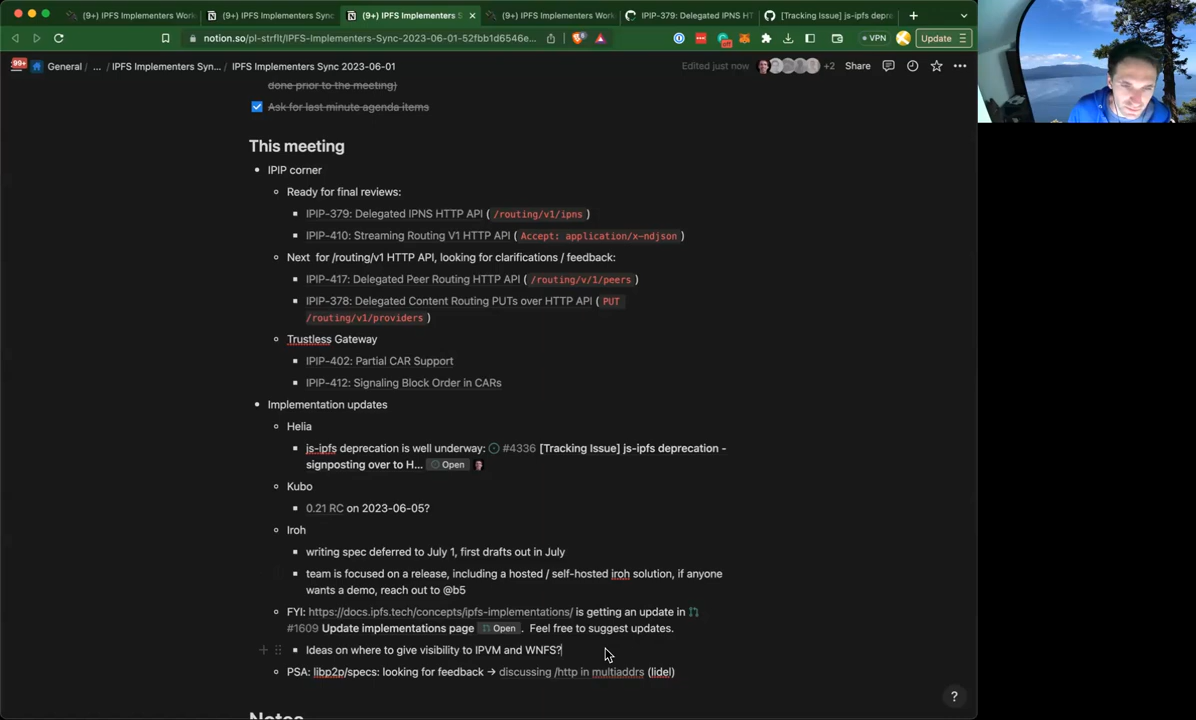 (9+) IPFS Implementers Work
(9+) IPFS Implementers Sync
(9+) IPFS Implementers S
(9+) IPFS Implementers Work
IPIP-379: Delegated IPNS HT
[Tracking Issue] js-ipfs depre
notion.so/pl-strflt/IPFS-Implementers-Sync-2023-06-01-52fbb1d6546e...
VPN
Update
99+
General / ... / IPFS Implementers Syn... / IPFS Implementers Sync 2023-06-01
Edited just now
+2
Share
done prior to the meeting)
Ask for last minute agenda items
This meeting
IPIP corner
Ready for final reviews:
IPIP-379: Delegated IPNS HTTP API ( /routing/v1/ipns )
IPIP-410: Streaming Routing V1 HTTP API ( Accept: application/x-ndjson )
Next for /routing/v1 HTTP API, looking for clarifications / feedback:
IPIP-417: Delegated Peer Routing HTTP API ( /routing/v/1/peers )
IPIP-378: Delegated Content Routing PUTs over HTTP API ( PUT
/routing/v1/providers )
Trustless Gateway
IPIP-402: Partial CAR Support
IPIP-412: Signaling Block Order in CARs
Implementation updates
Helia
js-ipfs deprecation is well underway: #4336 [Tracking Issue] js-ipfs deprecation -
signposting over to H... Open
Kubo
0.21 RC on 2023-06-05?
Iroh
writing spec deferred to July 1, first drafts out in July
team is focused on a release, including a hosted / self-hosted iroh solution, if anyone
wants a demo, reach out to @b5
FYI: https://docs.ipfs.tech/concepts/ipfs-implementations/ is getting an update in
#1609 Update implementations page Open . Feel free to suggest updates.
Ideas on where to give visibility to IPVM and WNFS?
PSA: libp2p/specs: looking for feedback → discussing /http in multiaddrs (lidel)
Notes
?